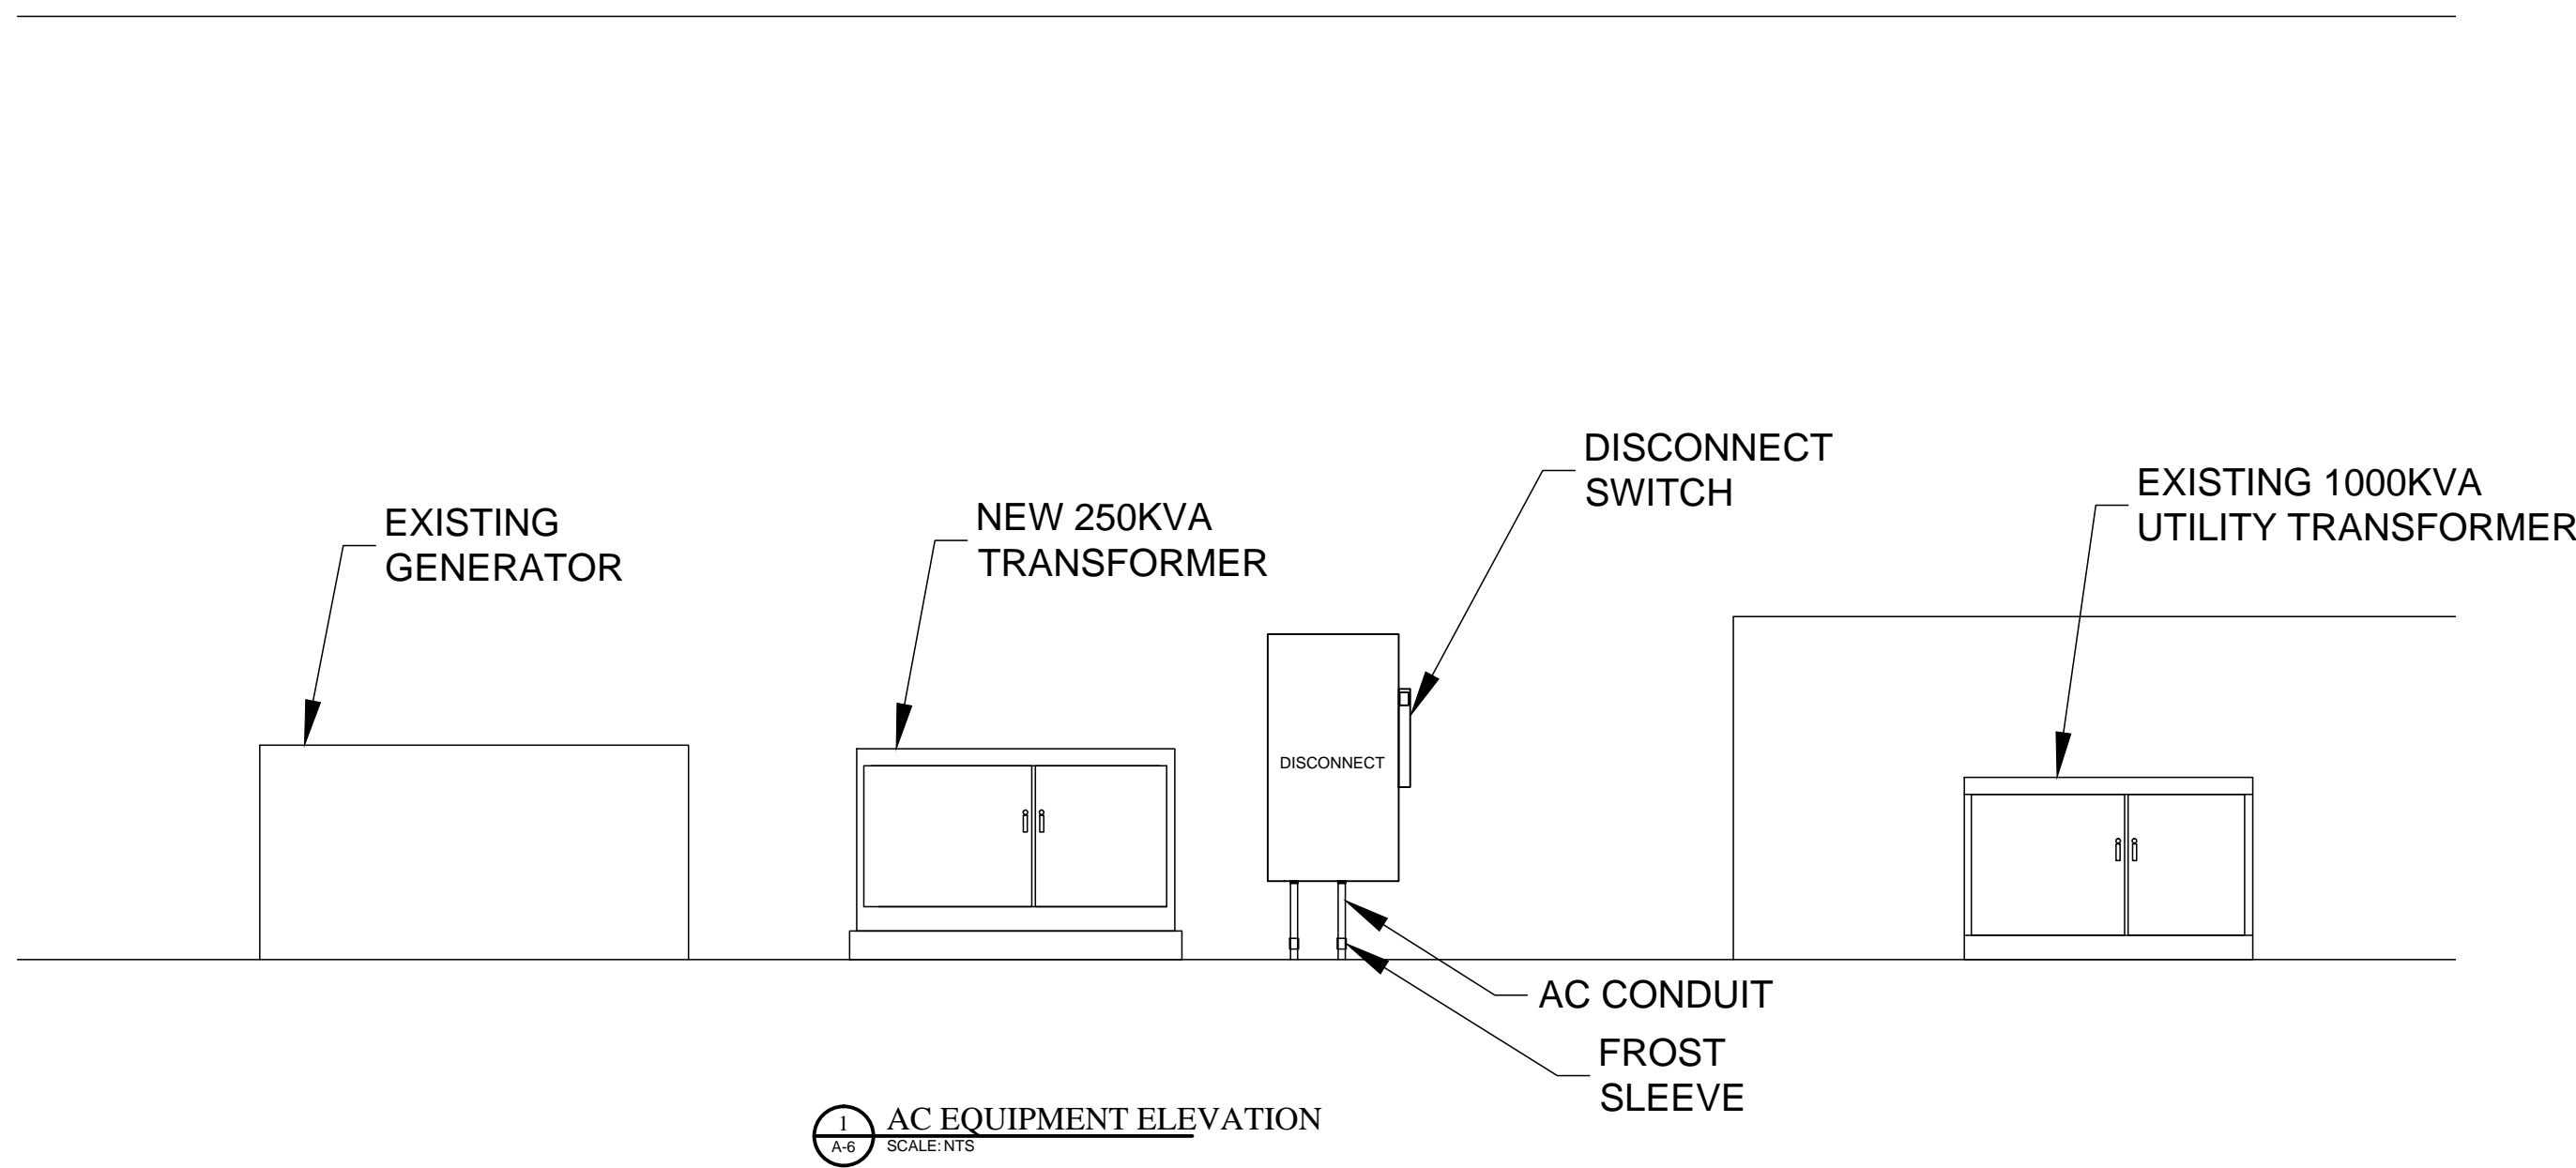 DISCONNECT
SWITCH
EXISTING 1000KVA
UTILITY TRANSFORMER
EXISTING
GENERATOR
NEW 250KVA
TRANSFORMER
DISCONNECT
AC CONDUIT
FROST
SLEEVE
1
A-6
AC EQUIPMENT ELEVATION
SCALE: NTS